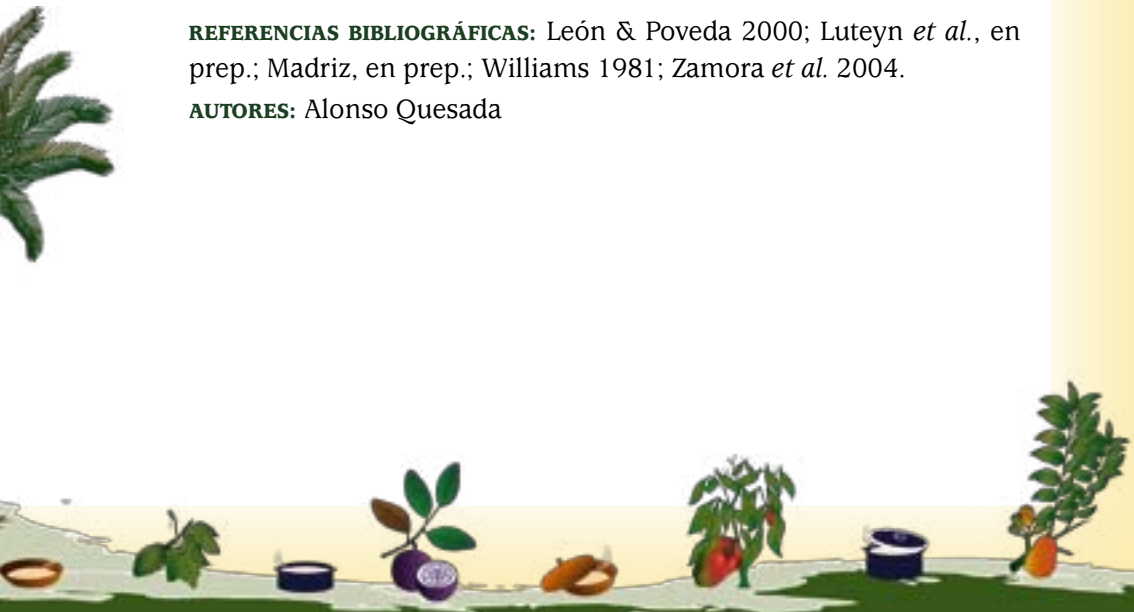 REFERENCIAS BIBLIOGRÁFICAS: León & Poveda 2000; Luteyn et al., en
prep.; Madriz, en prep.; Williams 1981; Zamora et al. 2004.
AUTORES: Alonso Quesada